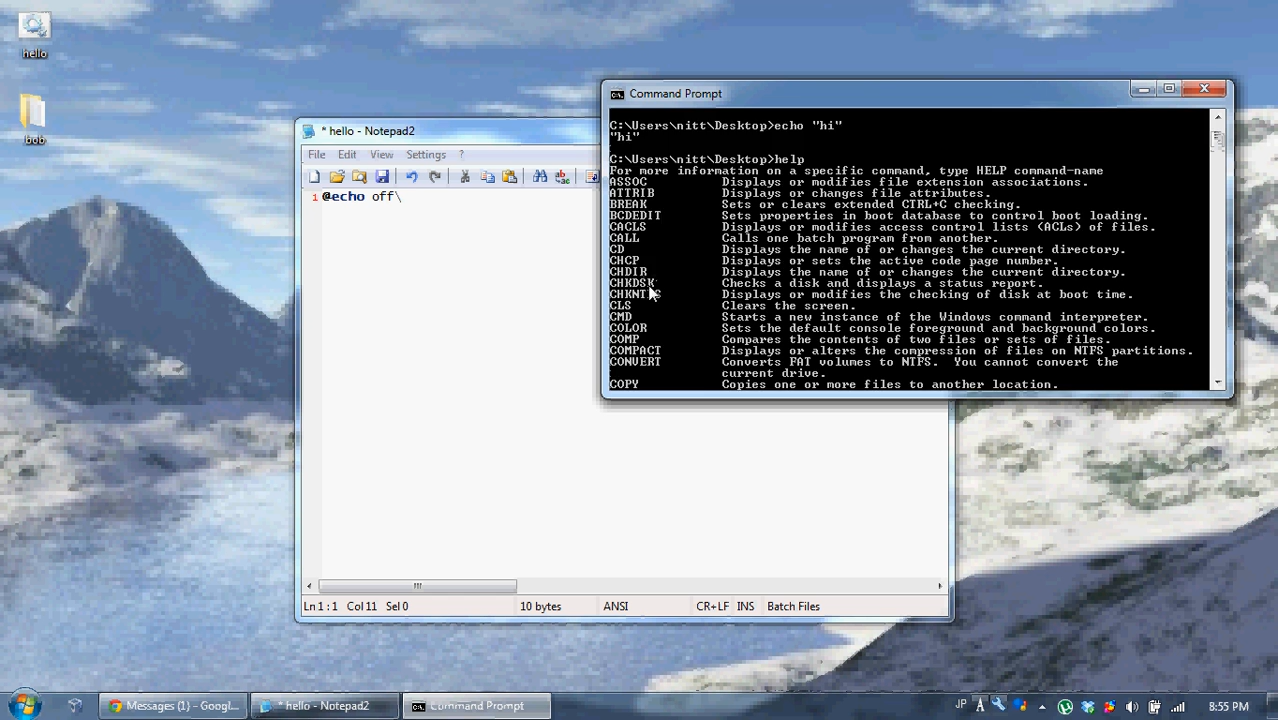 hello
bob
* hello - Notepad2
File Edit View Settings ?
1 @echo off\
Ln 1 : 1 Col 11 Sel 0 10 bytes ANSI CR+LF INS Batch Files
Command Prompt
C:\Users\nitt\Desktop>echo "hi"
"hi"
C:\Users\nitt\Desktop>help
For more information on a specific command, type HELP command-name
ASSOC Displays or modifies file extension associations.
ATTRIB Displays or changes file attributes.
BREAK Sets or clears extended CTRL+C checking.
BCDEDIT Sets properties in boot database to control boot loading.
CACLS Displays or modifies access control lists (ACLs) of files.
CALL Calls one batch program from another.
CD Displays the name of or changes the current directory.
CHCP Displays or sets the active code page number.
CHDIR Displays the name of or changes the current directory.
CHKDSK Checks a disk and displays a status report.
CHKNTFS Displays or modifies the checking of disk at boot time.
CLS Clears the screen.
CMD Starts a new instance of the Windows command interpreter.
COLOR Sets the default console foreground and background colors.
COMP Compares the contents of two files or sets of files.
COMPACT Displays or alters the compression of files on NTFS partitions.
CONVERT Converts FAT volumes to NTFS. You cannot convert the
current drive.
COPY Copies one or more files to another location.
Messages (1) - Googl... * hello - Notepad2 Command Prompt JP A 8:55 PM